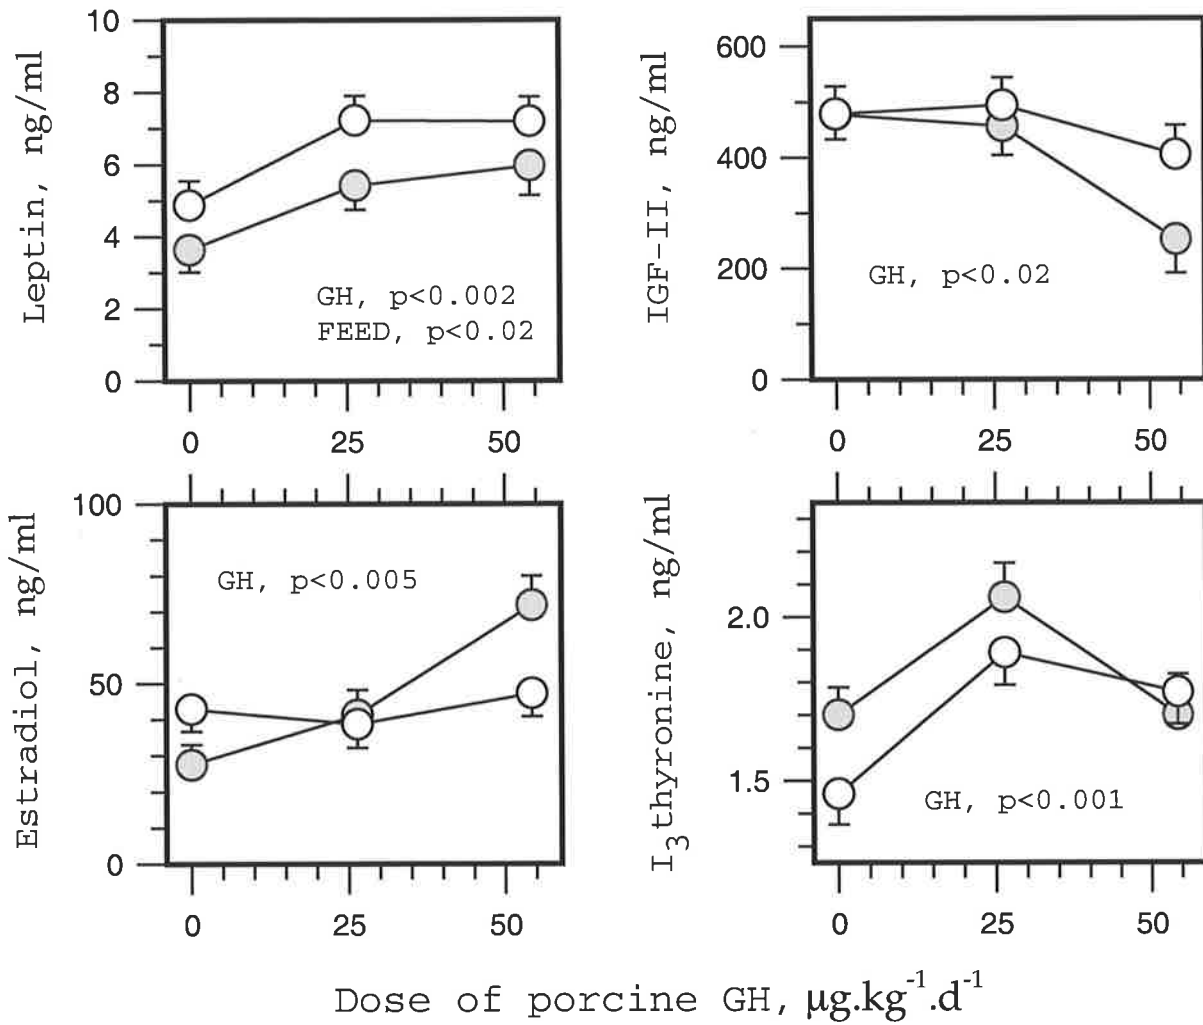 Leptin, ng/ml
10
8
6
4
2
0
GH, p<0.002
FEED, p<0.02
0 25 50
IGF-II, ng/ml
600
400
200
0
GH, p<0.02
0 25 50
Estradiol, ng/ml
100
50
0
GH, p<0.005
0 25 50
I3thyronine, ng/ml
2.0
1.5
GH, p<0.001
0 25 50
Dose of porcine GH, µg.kg-1.d-1